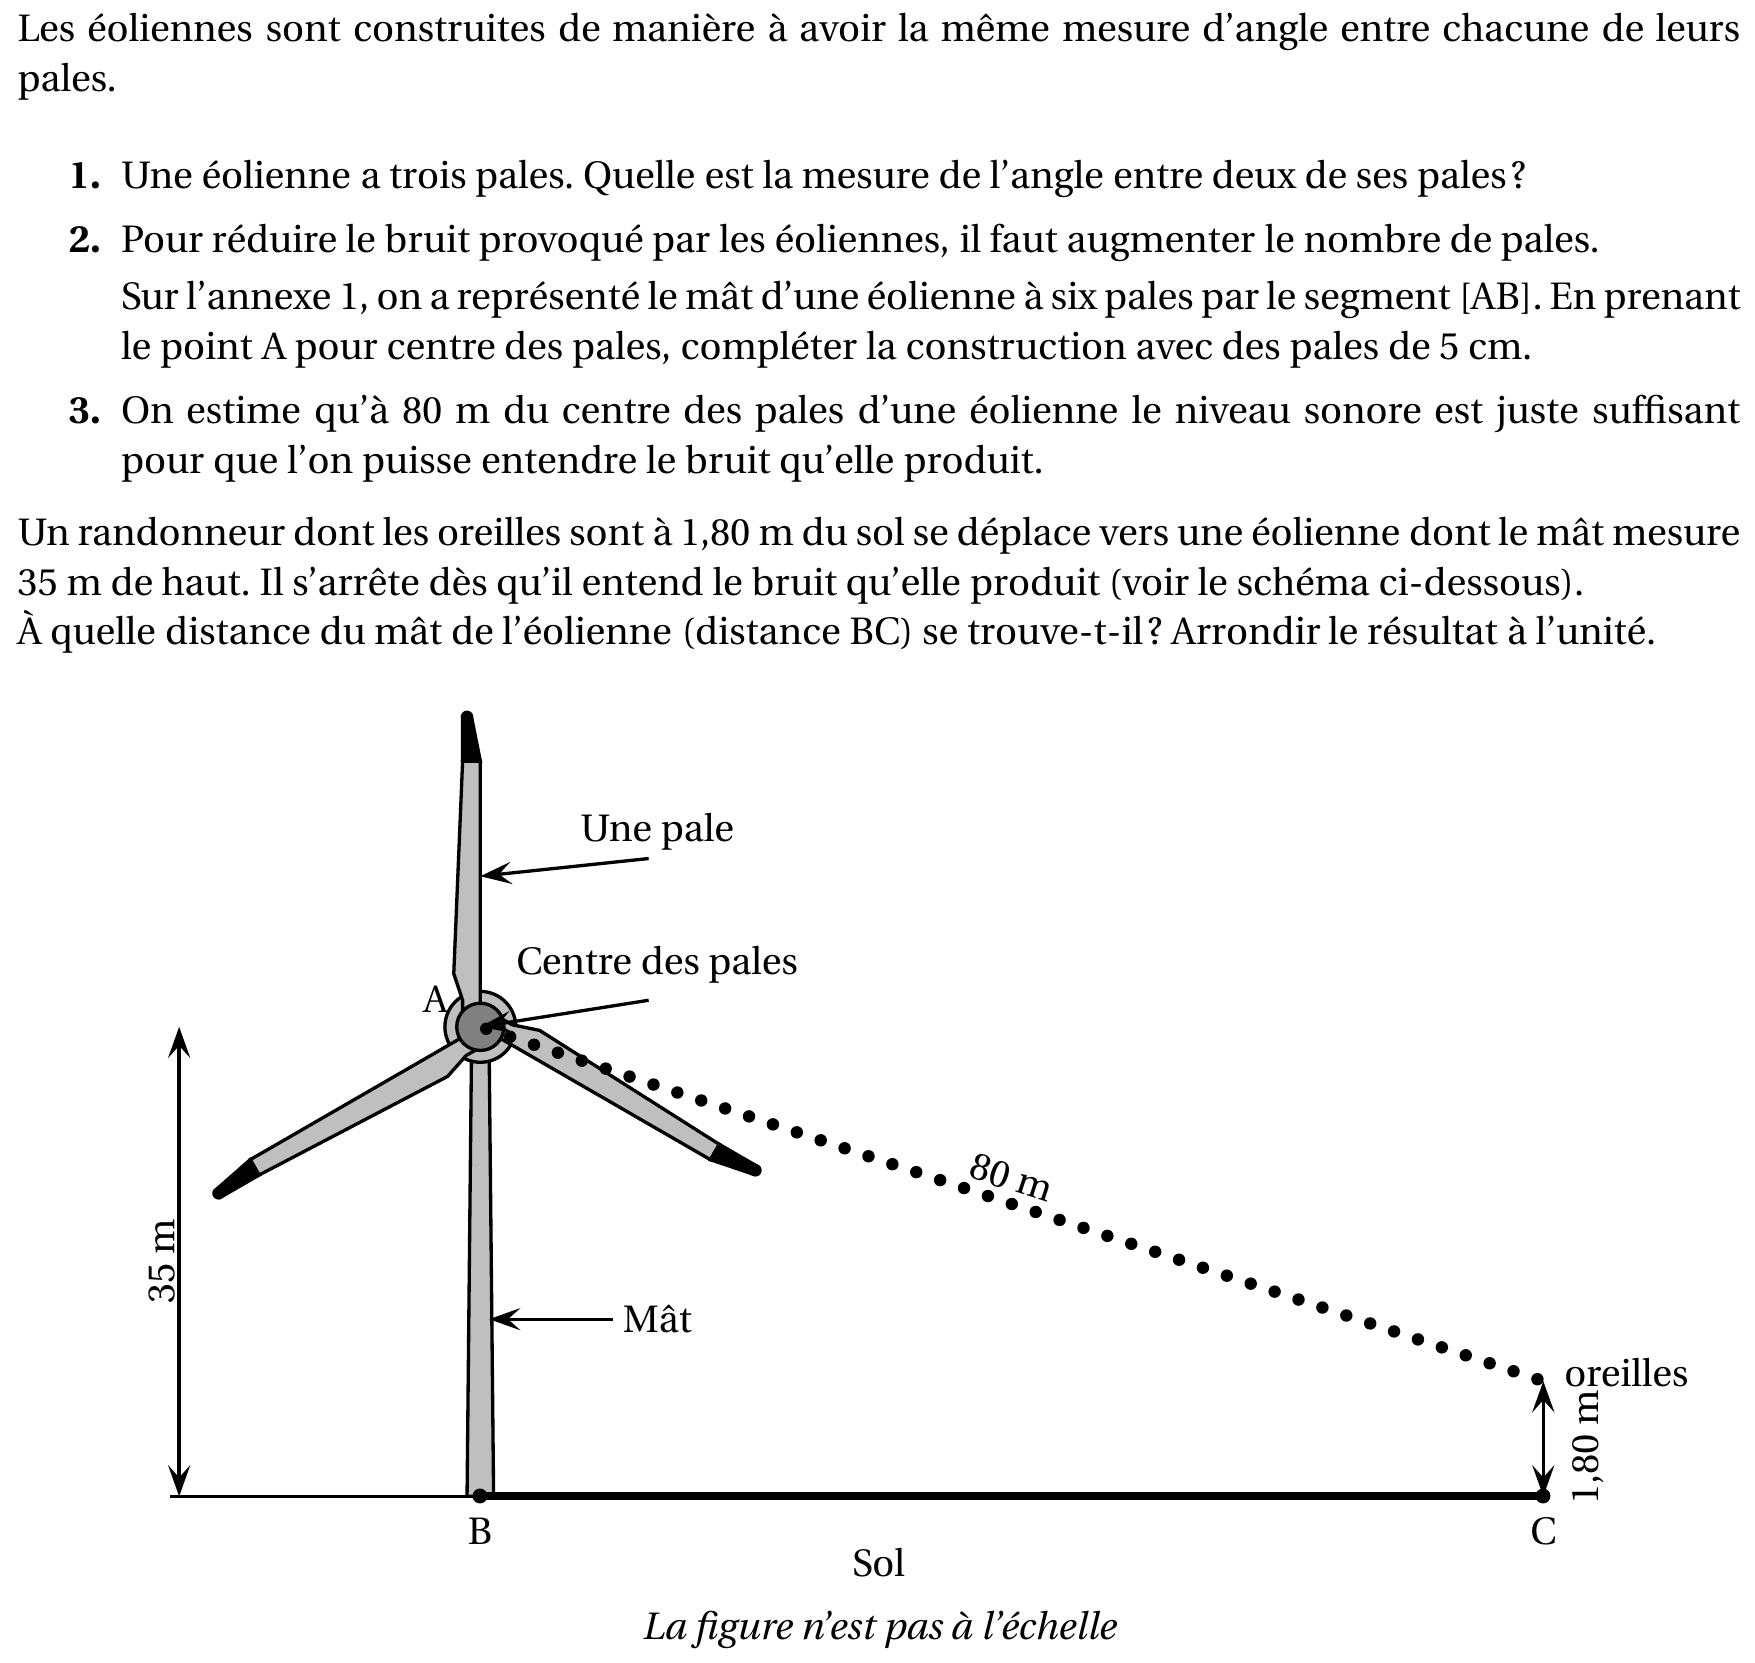 Les éoliennes sont construites de manière à avoir la même mesure d'angle entre chacune de leurs
pales.
1. Une éolienne a trois pales. Quelle est la mesure de l'angle entre deux de ses pales ?
2. Pour réduire le bruit provoqué par les éoliennes, il faut augmenter le nombre de pales.
Sur l'annexe 1, on a représenté le mât d'une éolienne à six pales par le segment [AB]. En prenant
le point A pour centre des pales, compléter la construction avec des pales de 5 cm.
3. On estime qu'à 80 m du centre des pales d'une éolienne le niveau sonore est juste suffisant
pour que l'on puisse entendre le bruit qu'elle produit.
Un randonneur dont les oreilles sont à 1,80 m du sol se déplace vers une éolienne dont le mât mesure
35 m de haut. Il s'arrête dès qu'il entend le bruit qu'elle produit (voir le schéma ci-dessous).
À quelle distance du mât de l'éolienne (distance BC) se trouve-t-il ? Arrondir le résultat à l'unité.
Une pale
Centre des pales
A
80 m
35 m
Mât
oreilles
1,80 m
B
C
Sol
La figure n'est pas à l'échelle